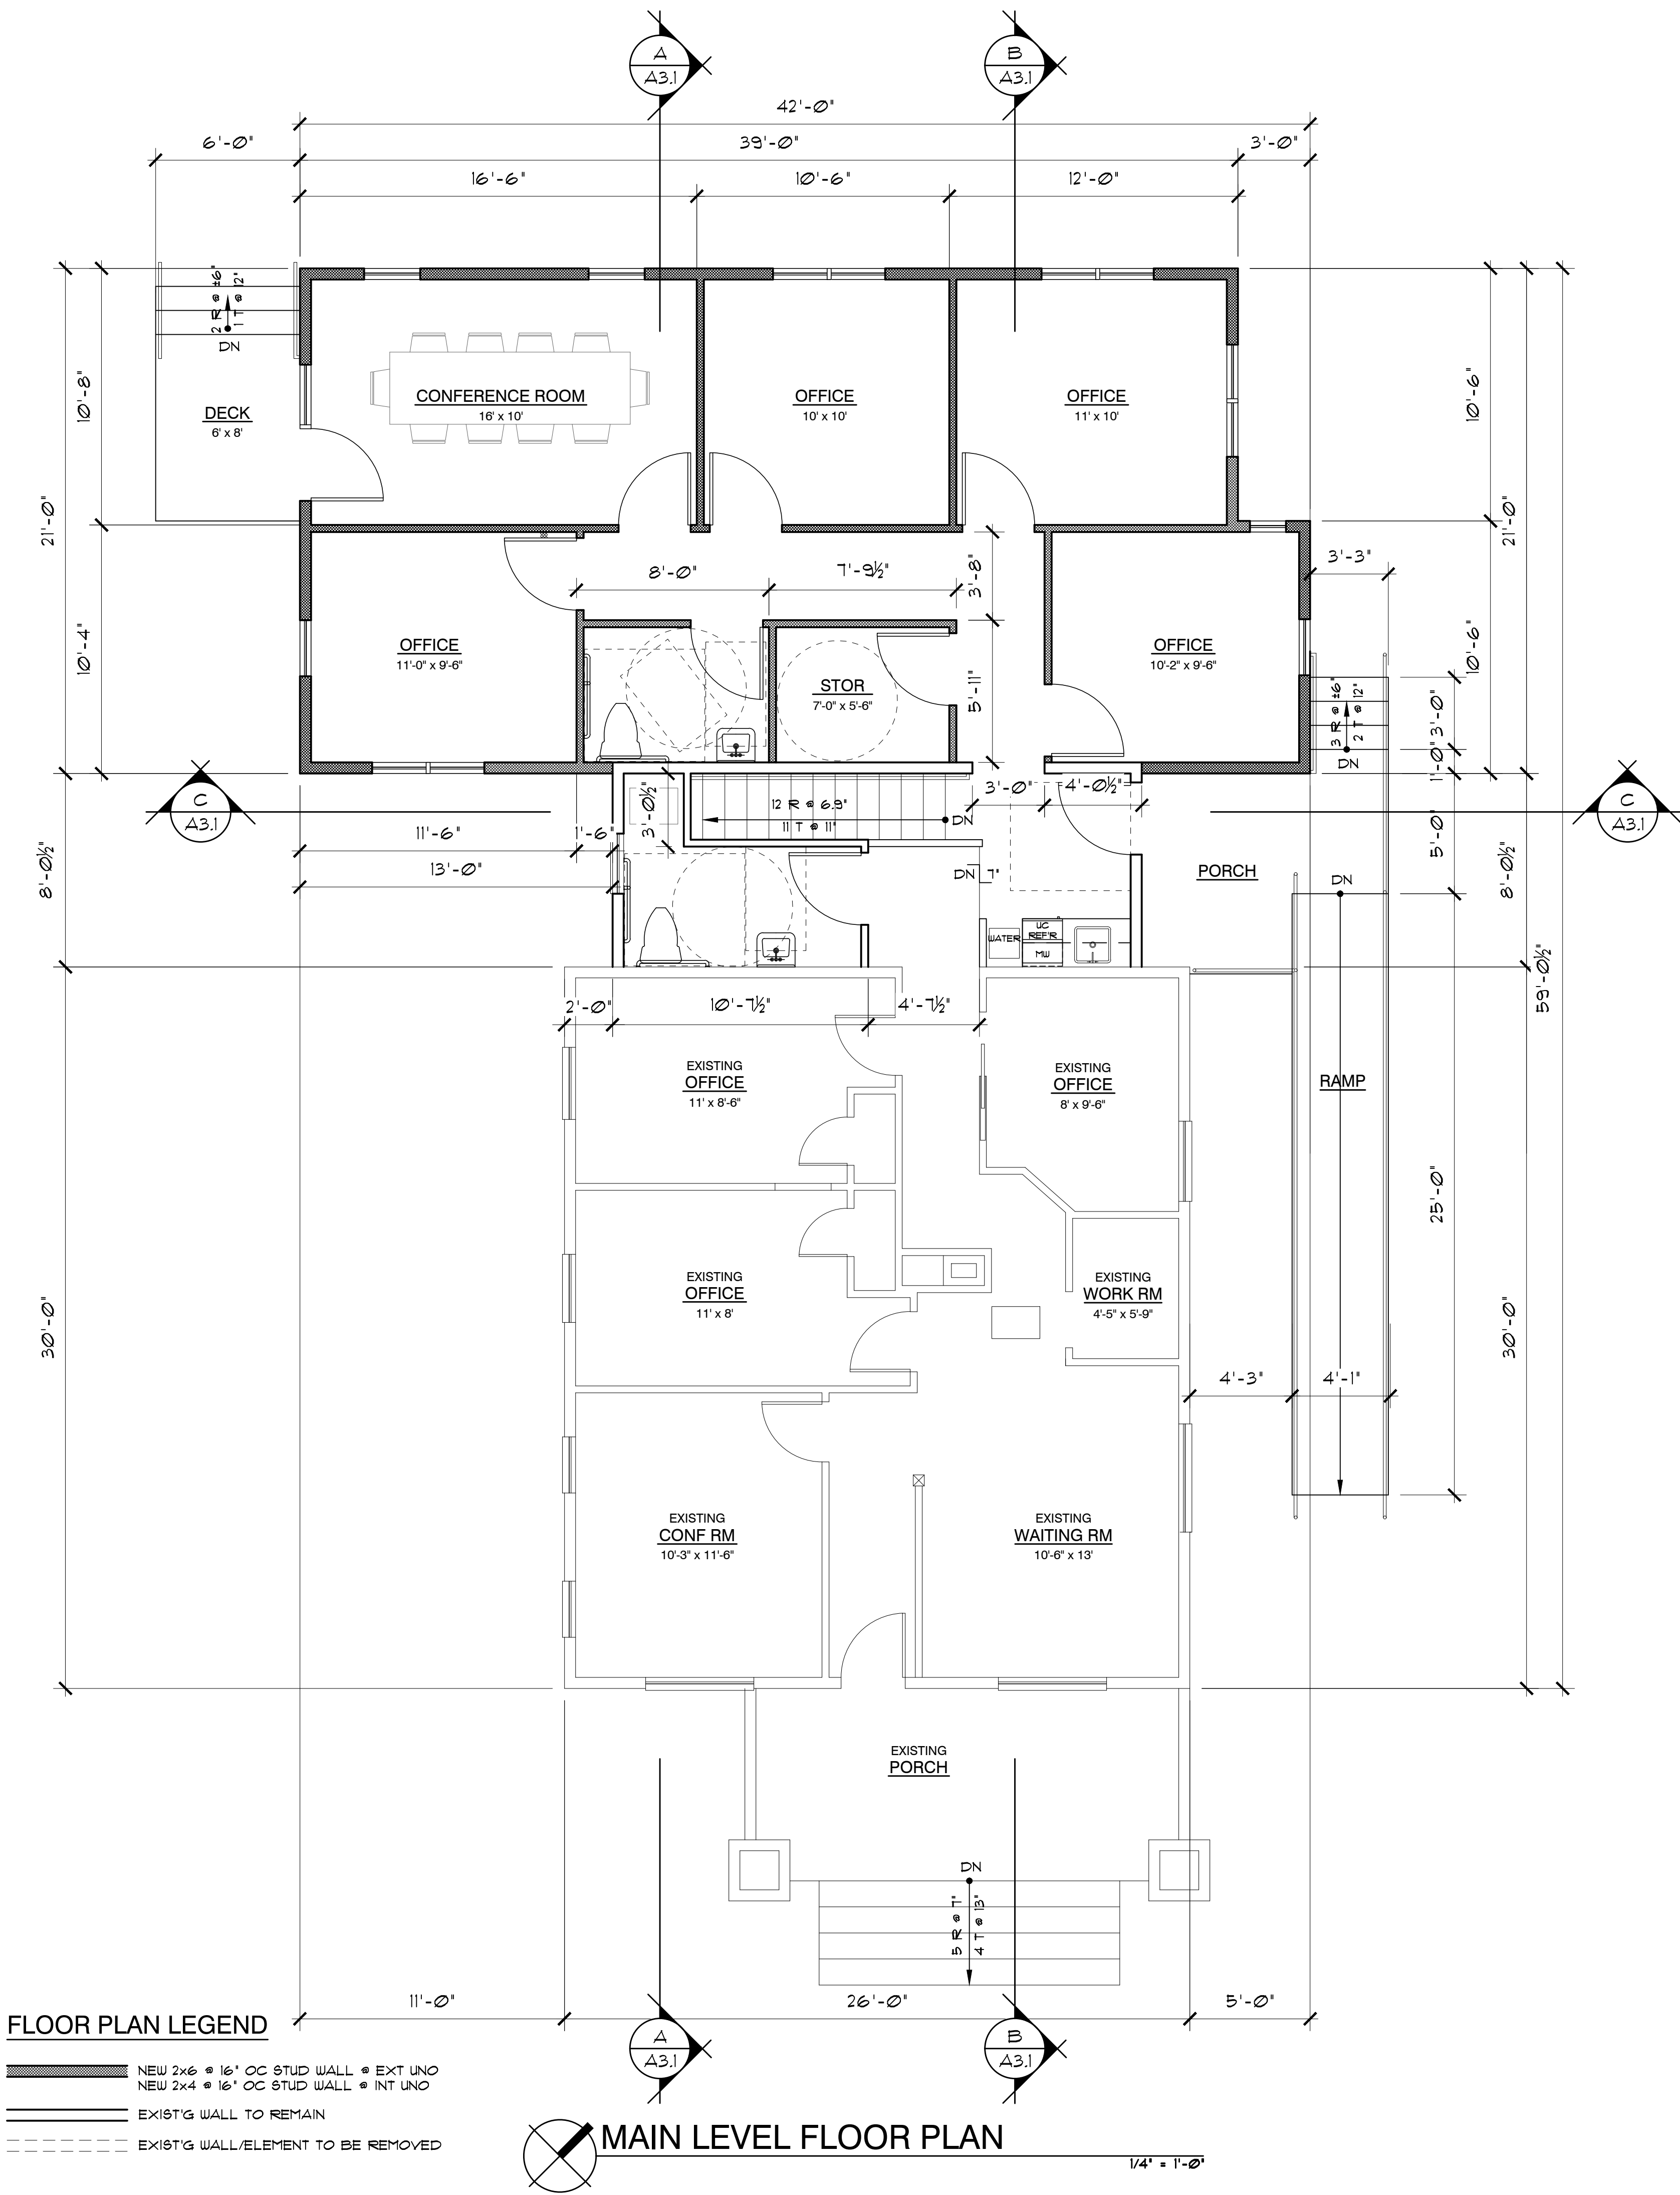 A
A3.1
B
A3.1
42'-0"
6'-0"
39'-0"
3'-0"
16'-6"
10'-6"
12'-0"
2 R @ ±6"
1 T @ 12"
DN
DECK
6' x 8'
CONFERENCE ROOM
16' x 10'
OFFICE
10' x 10'
OFFICE
11' x 10'
10'-8"
21'-0"
10'-4"
10'-6"
21'-0"
10'-6"
3'-3"
8'-0"
7'-9½"
3'-8"
5'-11"
OFFICE
11'-0" x 9'-6"
STOR
7'-0" x 5'-6"
OFFICE
10'-2" x 9'-6"
3 R @ ±6"
2 T @ 12"
DN
3'-0"
1'-0"
5'-0"
C
A3.1
C
A3.1
12 R @ 6.9"
11 T @ 11"
DN
3'-0"
4'-0½"
3'-0½"
11'-6"
1'-6"
13'-0"
8'-0½"
8'-0½"
DN
7"
PORCH
DN
WATER
UC
REF'R
MW
59'-0½"
2'-0"
10'-7½"
4'-7½"
EXISTING
OFFICE
11' x 8'-6"
EXISTING
OFFICE
8' x 9'-6"
RAMP
25'-0"
EXISTING
OFFICE
11' x 8'
EXISTING
WORK RM
4'-5" x 5'-9"
30'-0"
30'-0"
4'-3"
4'-1"
EXISTING
CONF RM
10'-3" x 11'-6"
EXISTING
WAITING RM
10'-6" x 13'
EXISTING
PORCH
DN
5 R @ 7"
4 T @ 13"
11'-0"
26'-0"
5'-0"
A
A3.1
B
A3.1
FLOOR PLAN LEGEND
NEW 2x6 @ 16" OC STUD WALL @ EXT UNO
NEW 2x4 @ 16" OC STUD WALL @ INT UNO
EXIST'G WALL TO REMAIN
EXIST'G WALL/ELEMENT TO BE REMOVED
MAIN LEVEL FLOOR PLAN
1/4" = 1'-0"